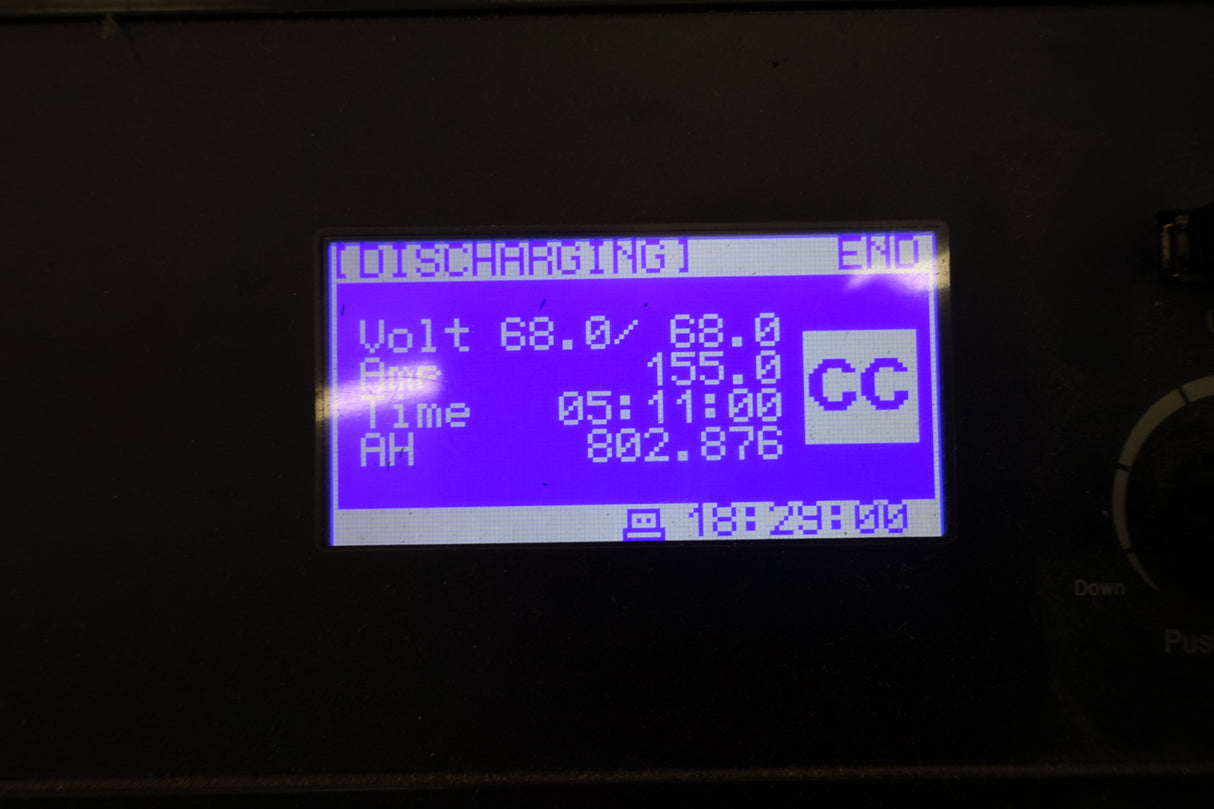 [DISCHARGING] END
Volt 68.0/ 68.0
Amp 155.0
CC
Time 05:11:00
AH 802.876
18:29:00
Down